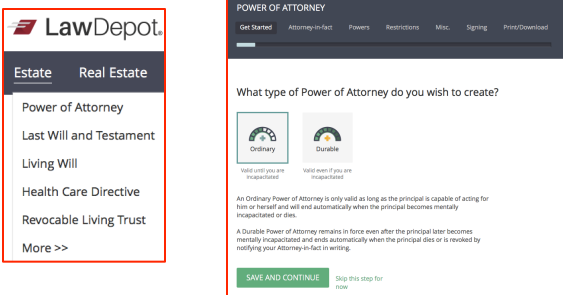 LawDepot®
Estate Real Estate
Power of Attorney
Last Will and Testament
Living Will
Health Care Directive
Revocable Living Trust
More >>
POWER OF ATTORNEY
Get Started Attorney-in-fact Powers Restrictions Misc. Signing Print/Download
What type of Power of Attorney do you wish to create?
Ordinary Durable
Valid until you are Valid even if you are
incapacitated incapacitated
An Ordinary Power of Attorney is only valid as long as the principal is capable of acting for
him or herself and will end automatically when the principal becomes mentally
incapacitated or dies.
A Durable Power of Attorney remains in force even after the principal later becomes
mentally incapacitated and ends automatically when the principal dies or is revoked by
notifying your Attorney-in-Fact in writing.
SAVE AND CONTINUE Skip this step for
now